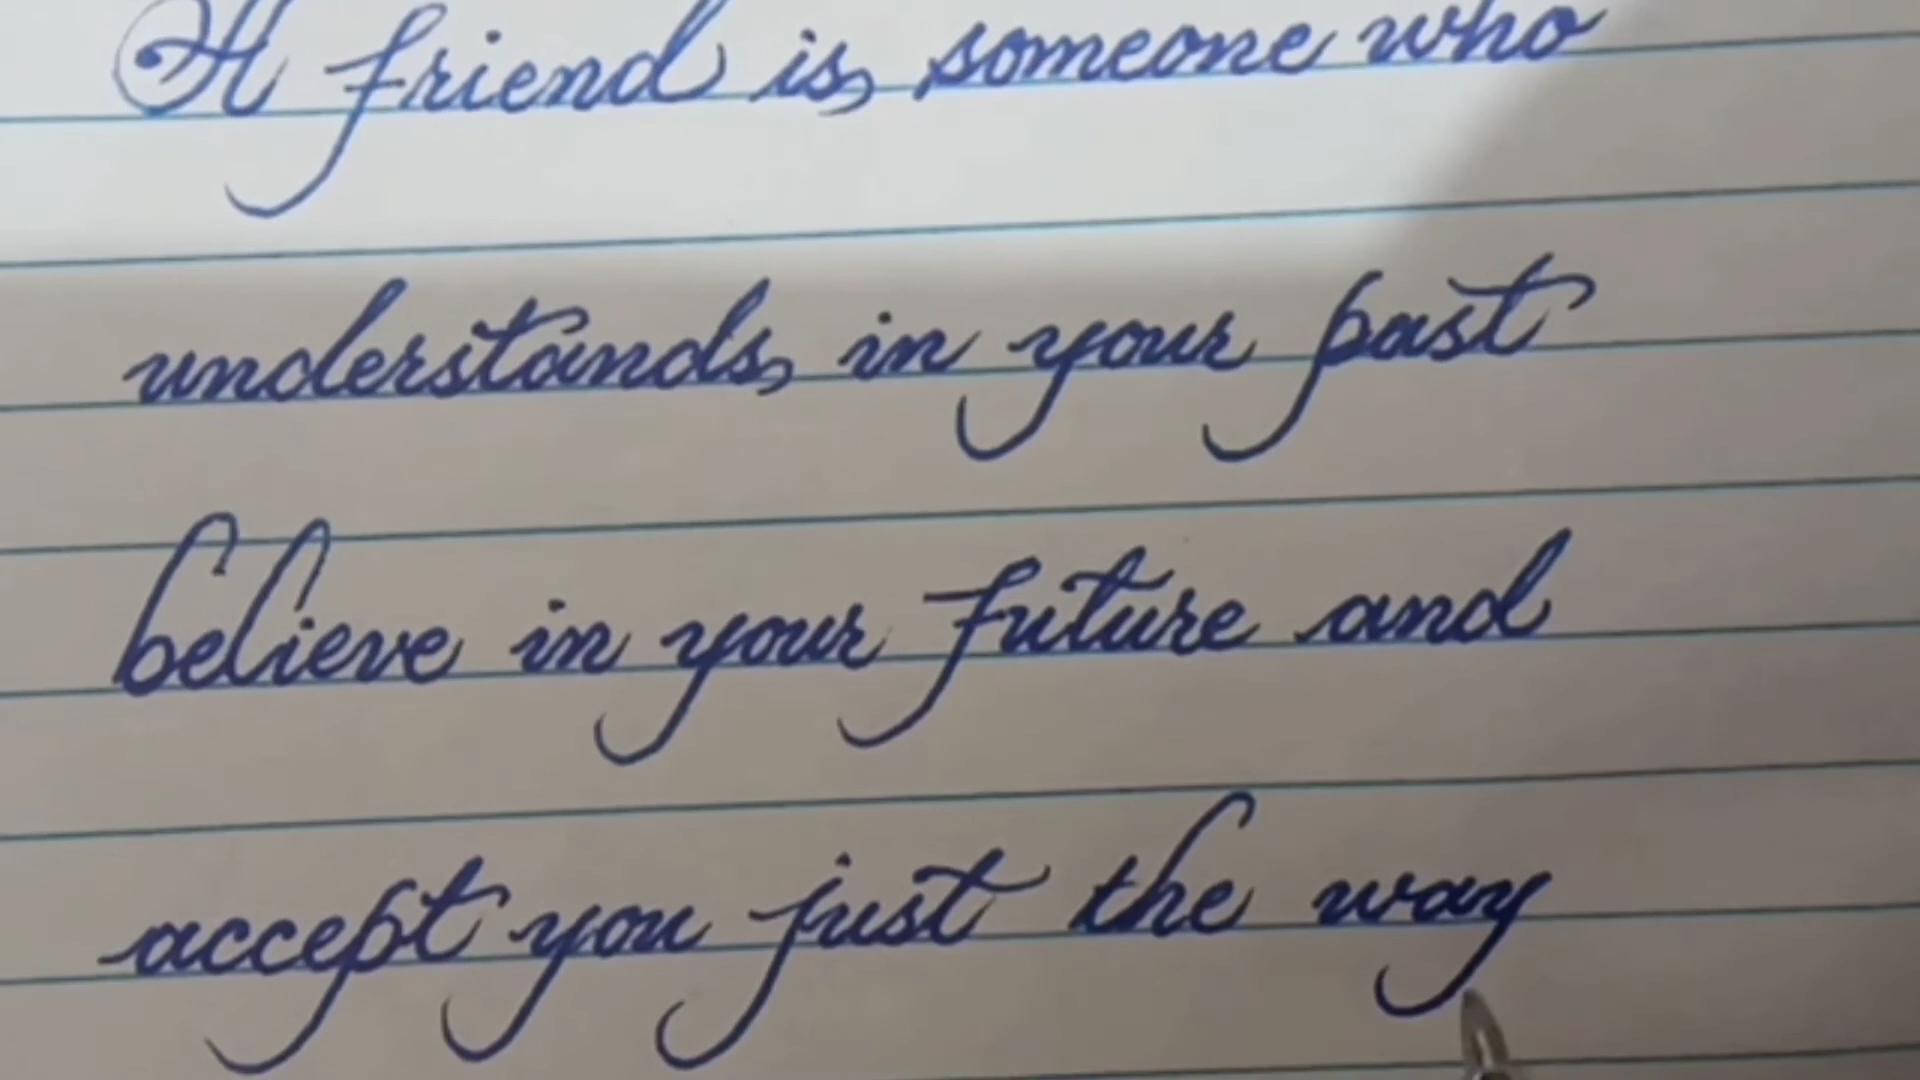 A friend is someone who
understands in your past
believe in your future and
accept you just the way